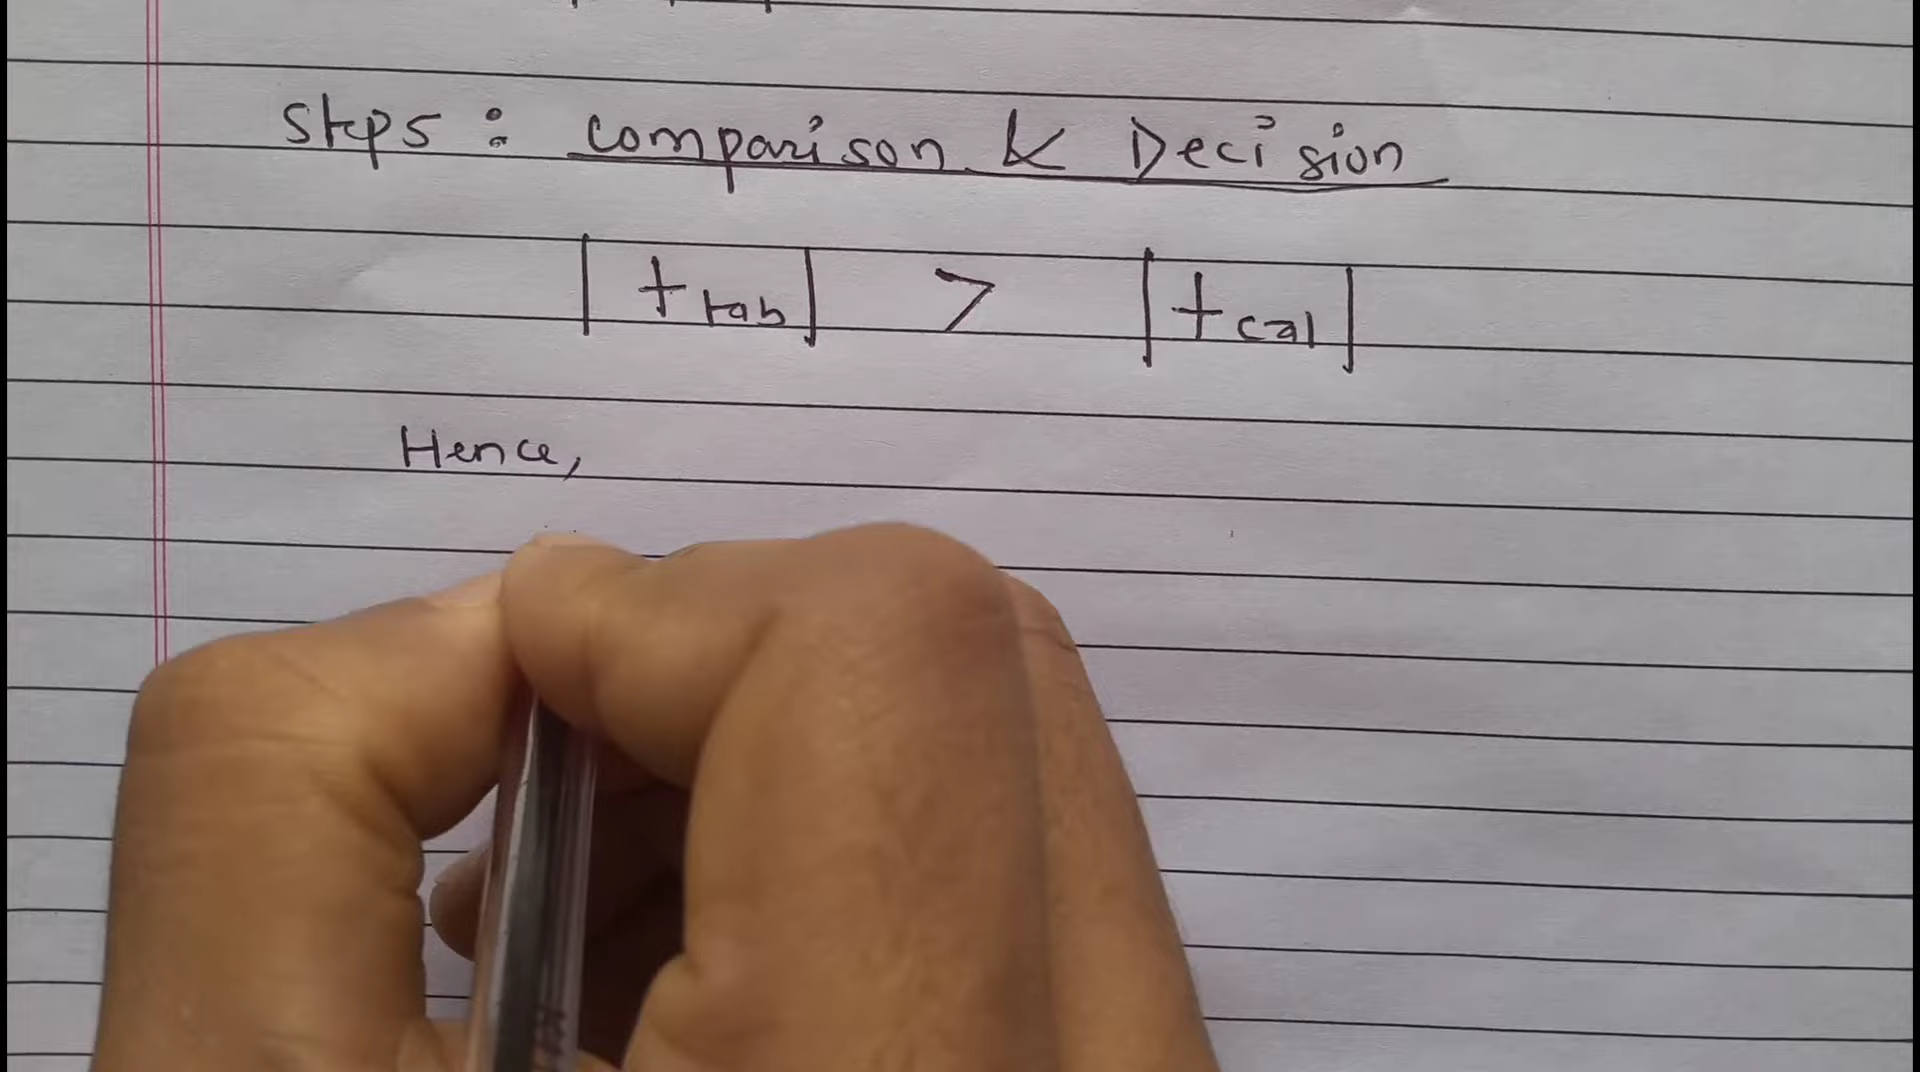 Step5 : Comparison & Decision
| t tab | > | t cal |
Hence,